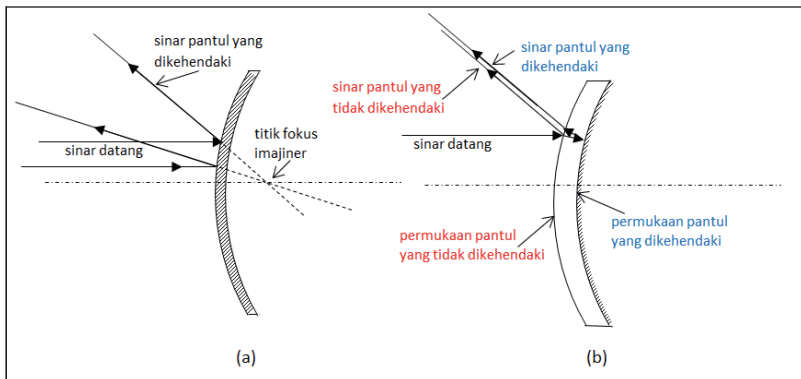 sinar pantul yang
dikehendaki
titik fokus
imajiner
sinar datang
(a)
sinar pantul yang
dikehendaki
sinar pantul yang
tidak dikehendaki
sinar datang
permukaan pantul
yang tidak dikehendaki
permukaan pantul
yang dikehendaki
(b)